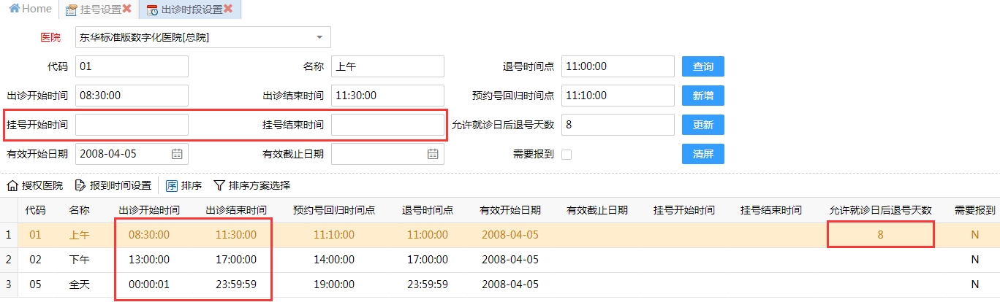 Home 挂号设置 出诊时段设置
医院 东华标准版数字化医院[总院]
代码 01 名称 上午 退号时间点 11:00:00 查询
出诊开始时间 08:30:00 出诊结束时间 11:30:00 预约号回归时间点 11:10:00 新增
挂号开始时间 挂号结束时间 允许就诊日后退号天数 8 更新
有效开始日期 2008-04-05 有效截止日期 需要报到 清屏
授权医院 报到时间设置 序 排序 排序方案选择
代码 名称 出诊开始时间 出诊结束时间 预约号回归时间点 退号时间点 有效开始日期 有效截止日期 挂号开始时间 挂号结束时间 允许就诊日后退号天数 需要报到
1 01 上午 08:30:00 11:30:00 11:10:00 11:00:00 2008-04-05 8 N
2 02 下午 13:00:00 17:00:00 14:00:00 17:00:00 2008-04-05 N
3 05 全天 00:00:01 23:59:59 19:00:00 23:59:59 2008-04-05 N